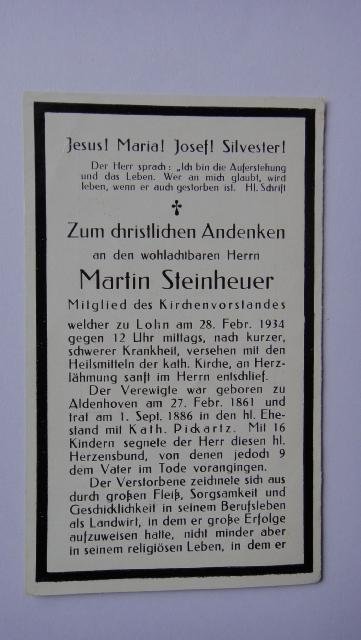 Jesus! Maria! Josef! Silvester!
Der Herr sprach: „Ich bin die Auferstehung
und das Leben. Wer an mich glaubt, wird
leben, wenn er auch gestorben ist. Hl. Schrift
Zum christlichen Andenken
an den wohlachtbaren Herrn
Martin Steinheuer
Mitglied des Kirchenvorstandes
welcher zu Lohn am 28. Febr. 1934
gegen 12 Uhr mittags, nach kurzer,
schwerer Krankheit, versehen mit den
Heilsmitteln der kath. Kirche, an Herz-
lähmung sanft im Herrn entschlief.
Der Verewigte war geboren zu
Aldenhoven am 27. Febr. 1861 und
trat am 1. Sept. 1886 in den hl. Ehe-
stand mit Kath. Pickartz. Mit 16
Kindern segnete der Herr diesen hl.
Herzensbund, von denen jedoch 9
dem Vater im Tode vorangingen.
Der Verstorbene zeichnete sich aus
durch großen Fleiß, Sorgsamkeit und
Geschicklichkeit in seinem Berufsleben
als Landwirt, in dem er große Erfolge
aufzuweisen hatte, nicht minder aber
in seinem religiösen Leben, in dem er